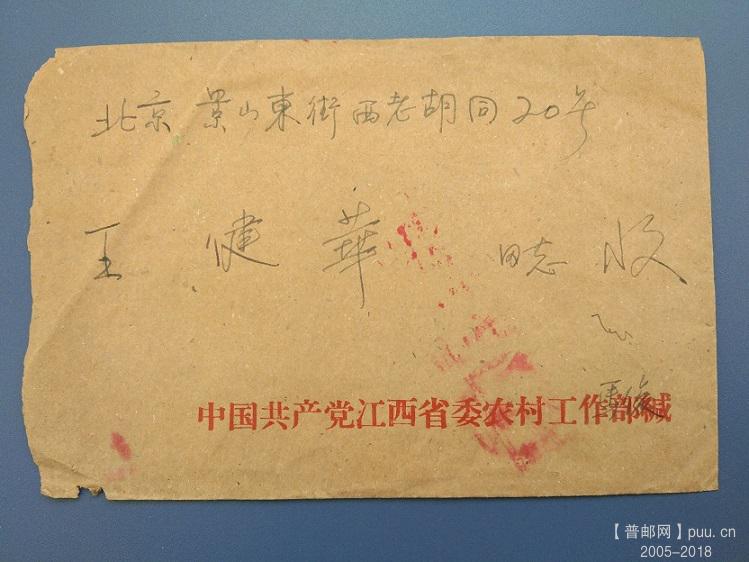 北京 景山東街西老胡同20号
王健華 同志 收
中国共产党江西省委农村工作部缄
【普邮网】puu.cn
2005-2018